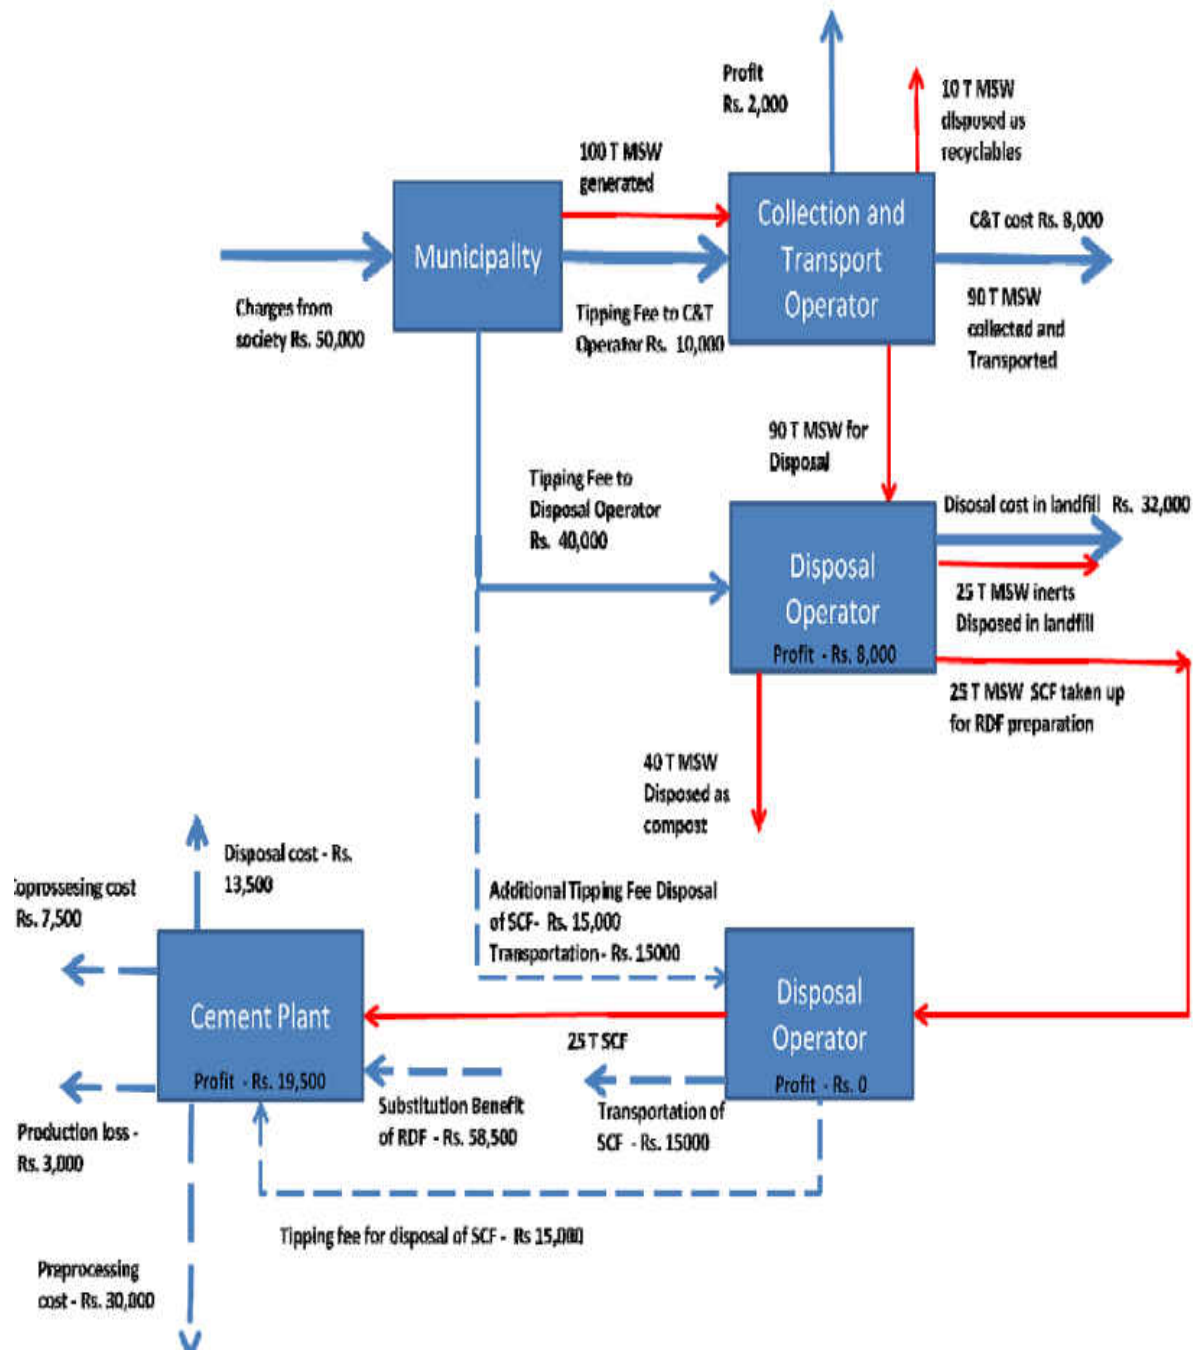 Profit
Rs. 2,000
10 T MSW
disposed as
recyclables
100 T MSW
generated
Municipality
Collection and
Transport
Operator
C&T cost Rs. 8,000
Charges from
society Rs. 50,000
Tipping Fee to C&T
Operator Rs. 10,000
90 T MSW
collected and
Transported
90 T MSW for
Disposal
Tipping Fee to
Disposal Operator
Rs. 40,000
Disosal cost in landfill Rs. 32,000
Disposal
Operator
Profit - Rs. 8,000
25 T MSW inerts
Disposed in landfill
25 T MSW SCF taken up
for RDF preparation
40 T MSW
Disposed as
compost
Disposal cost - Rs.
13,500
oprossesing cost
Rs. 7,500
Additional Tipping Fee Disposal
of SCF- Rs. 15,000
Transportation- Rs. 15000
Cement Plant
Profit - Rs. 19,500
Disposal
Operator
Profit - Rs. 0
25 T SCF
Substitution Benefit
of RDF - Rs. 58,500
Transportation of
SCF - Rs. 15000
Production loss -
Rs. 3,000
Tipping fee for disposal of SCF - Rs 15,000
Preprocessing
cost - Rs. 30,000